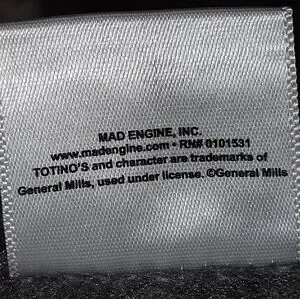 MAD ENGINE, INC.
www.madengine.com • RN# 0101531
TOTINO'S and character are trademarks of
General Mills, used under license. ©General Mills